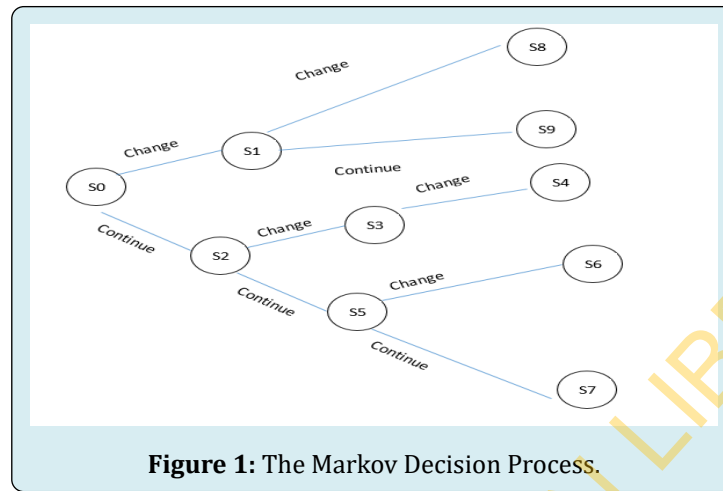 S8
Change
Change
S1
S9
Continue
S0
Change
S4
Continue
Change
S3
S2
Change
S6
Continue
S5
Continue
S7
Figure 1: The Markov Decision Process.